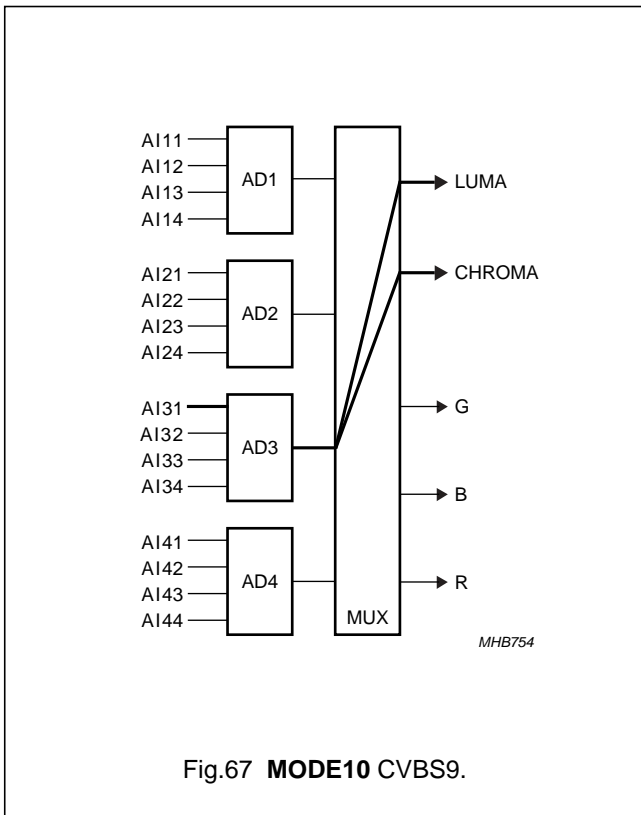 AI11
AI12
AI13
AI14
AD1
AI21
AI22
AI23
AI24
AD2
AI31
AI32
AI33
AI34
AD3
AI41
AI42
AI43
AI44
AD4
MUX
LUMA
CHROMA
G
B
R
MHB754
Fig.67 MODE10 CVBS9.